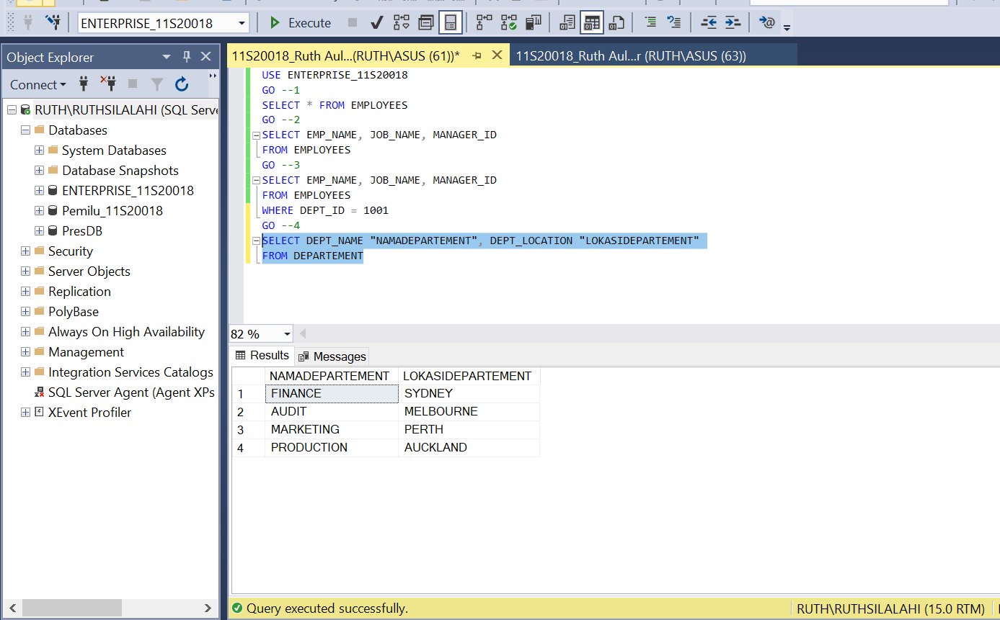 ENTERPRISE_11S20018
Execute
Object Explorer
Connect
RUTH\RUTHSILALAHI (SQL Serve
Databases
System Databases
Database Snapshots
ENTERPRISE_11S20018
Pemilu_11S20018
PresDB
Security
Server Objects
Replication
PolyBase
Always On High Availability
Management
Integration Services Catalogs
SQL Server Agent (Agent XPs
XEvent Profiler
11S20018_Ruth Aul...(RUTH\ASUS (61))*
11S20018_Ruth Aul...r (RUTH\ASUS (63))
USE ENTERPRISE_11S20018
GO --1
SELECT * FROM EMPLOYEES
GO --2
SELECT EMP_NAME, JOB_NAME, MANAGER_ID
FROM EMPLOYEES
GO --3
SELECT EMP_NAME, JOB_NAME, MANAGER_ID
FROM EMPLOYEES
WHERE DEPT_ID = 1001
GO --4
SELECT DEPT_NAME "NAMADEPARTEMENT", DEPT_LOCATION "LOKASIDEPARTEMENT"
FROM DEPARTEMENT
82 %
Results Messages
NAMADEPARTEMENT LOKASIDEPARTEMENT
1 FINANCE SYDNEY
2 AUDIT MELBOURNE
3 MARKETING PERTH
4 PRODUCTION AUCKLAND
Query executed successfully.
RUTH\RUTHSILALAHI (15.0 RTM)